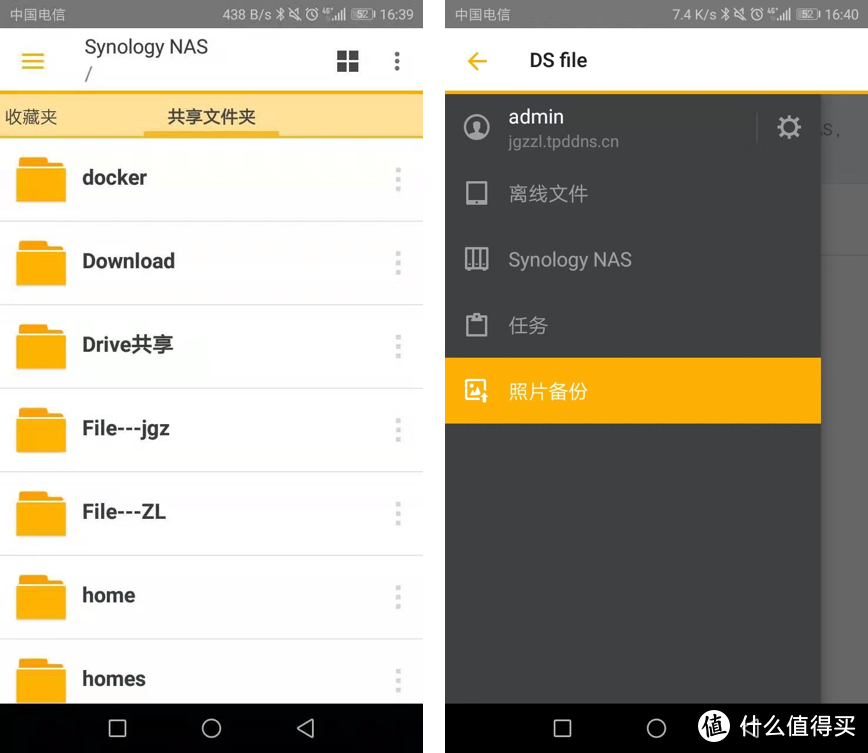 中国电信
438 B/s
4G
52
16:39
Synology NAS
/
收藏夹
共享文件夹
docker
Download
Drive共享
File---jgz
File---ZL
home
homes
中国电信
7.4 K/s
4G
52
16:40
DS file
admin
jgzzl.tpddns.cn
离线文件
Synology NAS
任务
照片备份
值 什么值得买